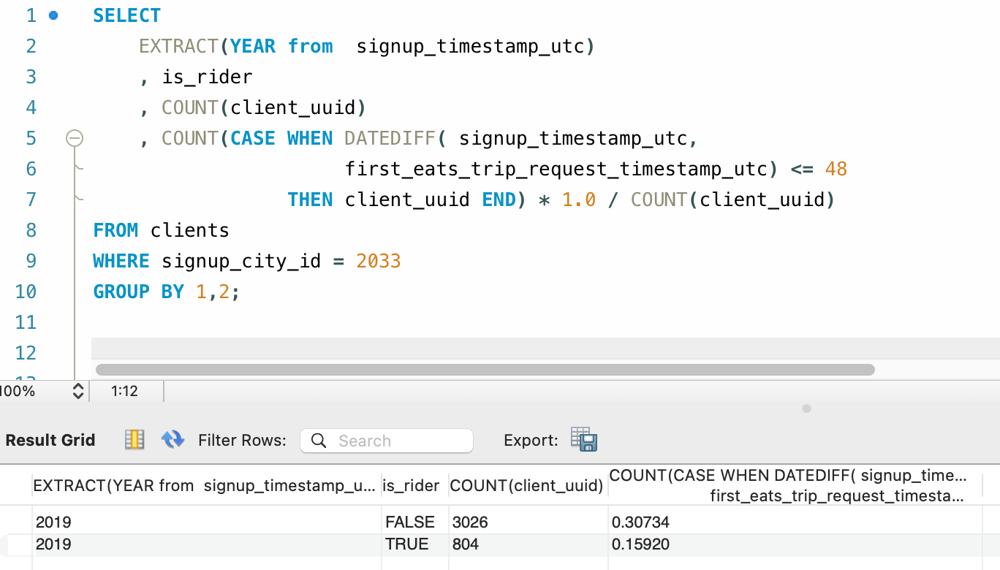 1 SELECT
2 EXTRACT(YEAR from  signup_timestamp_utc)
3 , is_rider
4 , COUNT(client_uuid)
5 , COUNT(CASE WHEN DATEDIFF( signup_timestamp_utc,
6 first_eats_trip_request_timestamp_utc) <= 48
7 THEN client_uuid END) * 1.0 / COUNT(client_uuid)
8 FROM clients
9 WHERE signup_city_id = 2033
10 GROUP BY 1,2;
11
12
100% 1:12
Result Grid Filter Rows: Search Export:
EXTRACT(YEAR from  signup_timestamp_u... is_rider COUNT(client_uuid) COUNT(CASE WHEN DATEDIFF( signup_time...
first_eats_trip_request_timesta...
2019 FALSE 3026 0.30734
2019 TRUE 804 0.15920